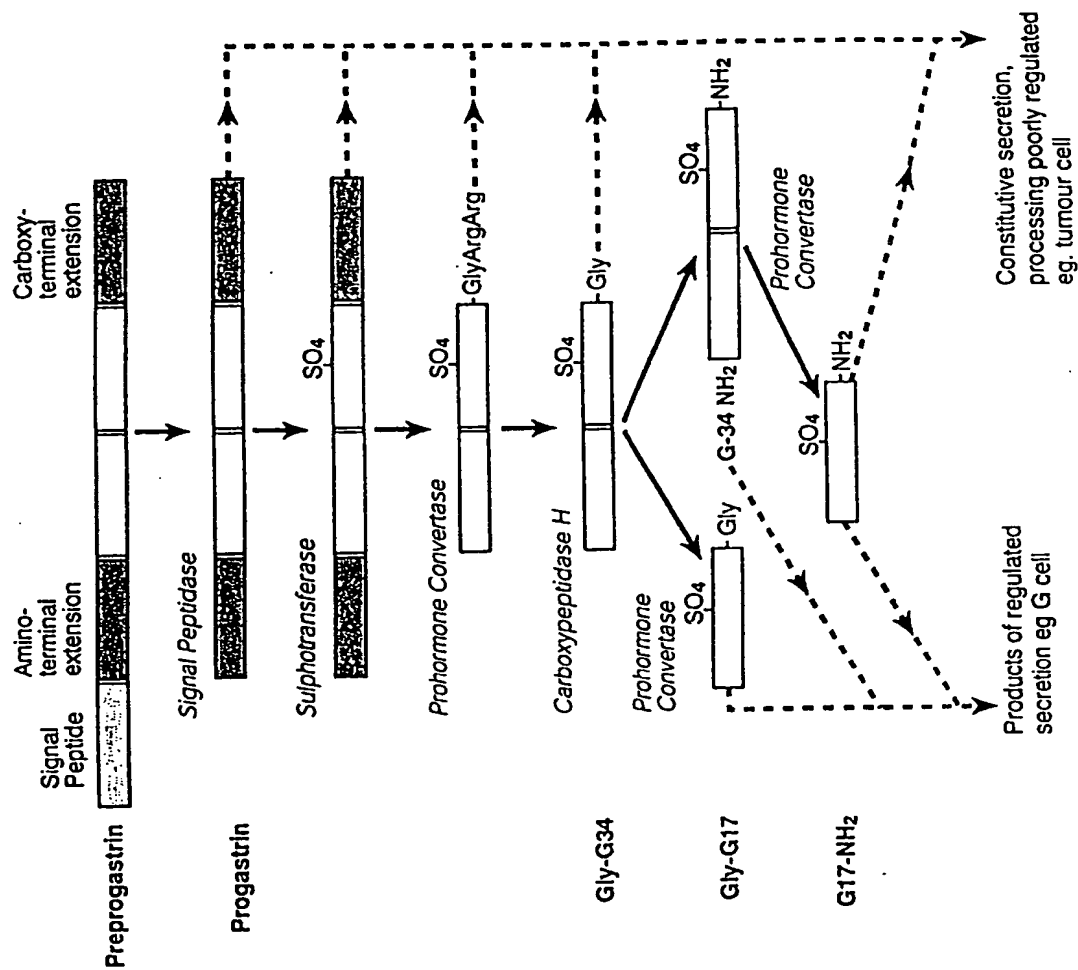 Signal
Peptide
Amino-
terminal
extension
Carboxy-
terminal
extension
Preprogastrin
Signal Peptidase
Progastrin
Sulphotransferase
SO4
Prohormone Convertase
SO4
GlyArgArg
Carboxypeptidase H
SO4
Gly
Gly-G34
Prohormone
Convertase
SO4
Gly
G-34 NH2
SO4
NH2
Gly-G17
Prohormone
Convertase
SO4
NH2
G17-NH2
Products of regulated
secretion eg G cell
Constitutive secretion,
processing poorly regulated
eg. tumour cell